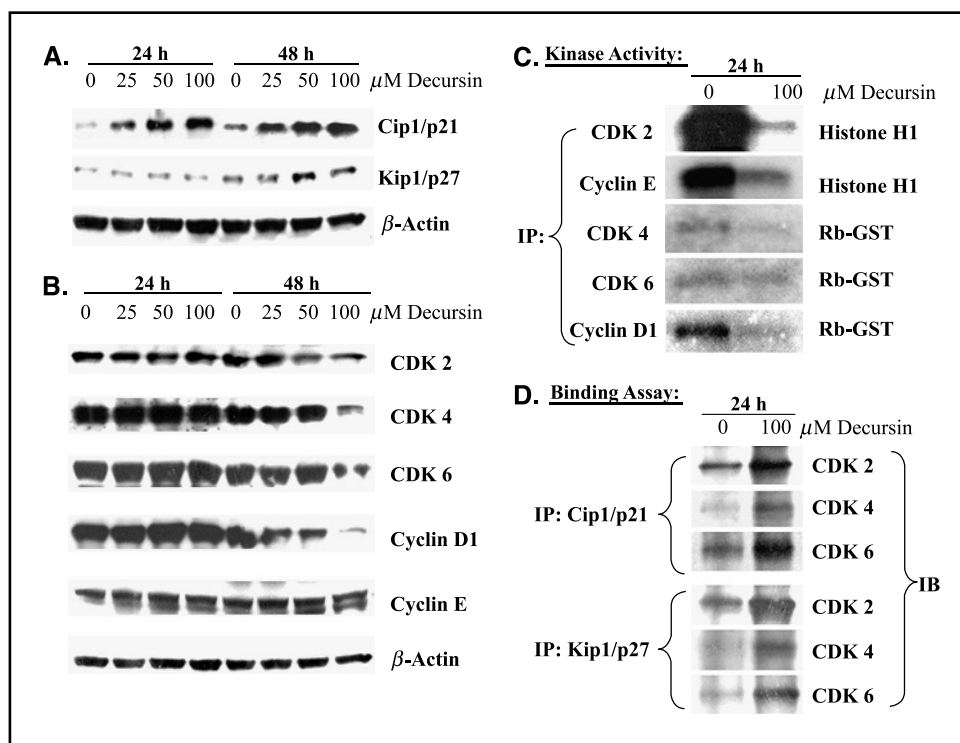 A.
24 h 48 h
0 25 50 100 0 25 50 100 μM Decursin
Cip1/p21
Kip1/p27
β-Actin
B.
24 h 48 h
0 25 50 100 0 25 50 100 μM Decursin
CDK 2
CDK 4
CDK 6
Cyclin D1
Cyclin E
β-Actin
C. Kinase Activity:
24 h
0 100 μM Decursin
IP:
CDK 2 Histone H1
Cyclin E Histone H1
CDK 4 Rb-GST
CDK 6 Rb-GST
Cyclin D1 Rb-GST
D. Binding Assay:
24 h
0 100 μM Decursin
IP: Cip1/p21
CDK 2
CDK 4
CDK 6
IP: Kip1/p27
CDK 2
CDK 4
CDK 6
IB